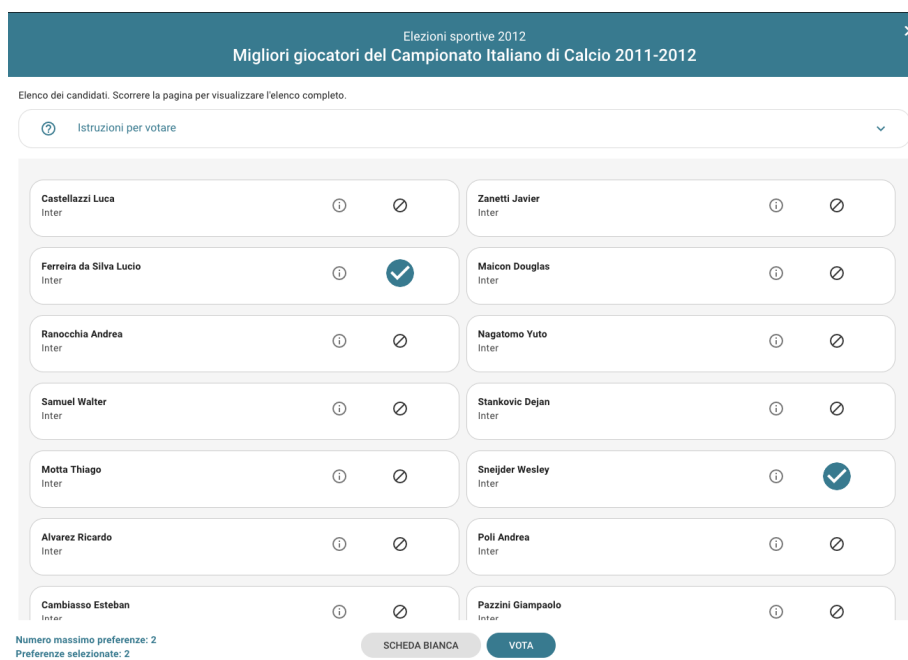 Elezioni sportive 2012
Migliori giocatori del Campionato Italiano di Calcio 2011-2012
Elenco dei candidati. Scorrere la pagina per visualizzare l'elenco completo.
Istruzioni per votare
Castellazzi Luca
Inter
Zanetti Javier
Inter
Ferreira da Silva Lucio
Inter
Maicon Douglas
Inter
Ranocchia Andrea
Inter
Nagatomo Yuto
Inter
Samuel Walter
Inter
Stankovic Dejan
Inter
Motta Thiago
Inter
Sneijder Wesley
Inter
Alvarez Ricardo
Inter
Poli Andrea
Inter
Cambiasso Esteban
Inter
Pazzini Giampaolo
Inter
Numero massimo preferenze: 2
Preferenze selezionate: 2
SCHEDA BIANCA
VOTA